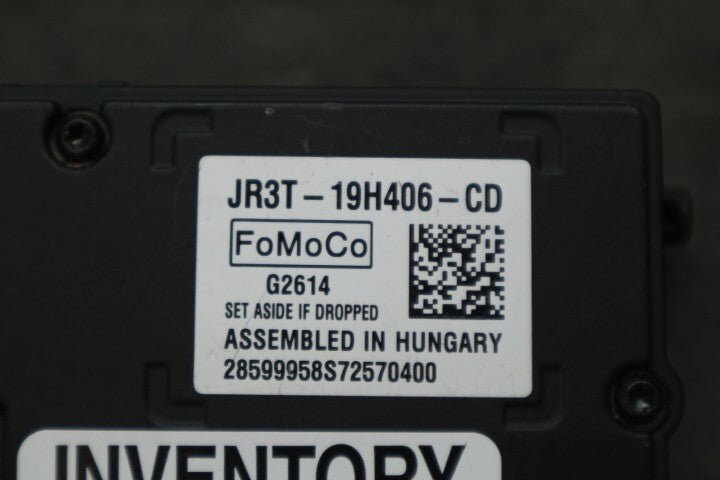 JR3T-19H406-CD
FoMoCo
G2614
SET ASIDE IF DROPPED
ASSEMBLED IN HUNGARY
28599958S72570400
INVENTORY